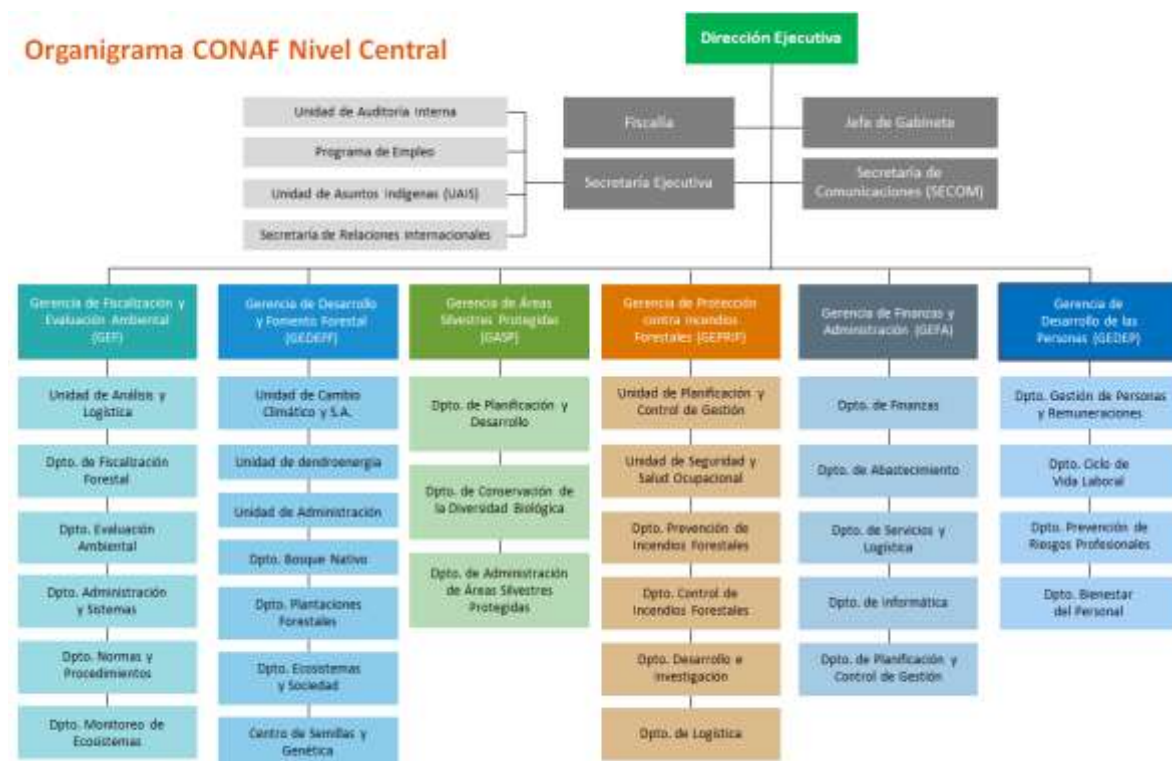 Organigrama CONAF Nivel Central
Dirección Ejecutiva
Unidad de Auditoría Interna
Programa de Empleo
Unidad de Asuntos Indígenas (UAIS)
Secretaría de Relaciones Internacionales
Fiscalía
Jefe de Gabinete
Secretaría Ejecutiva
Secretaría de
Comunicaciones (SECOM)
Gerencia de Fiscalización y
Evaluación Ambiental
(GEF)
Unidad de Análisis y
Logística
Dpto. de Fiscalización
Forestal
Dpto. Evaluación
Ambiental
Dpto. Administración
y Sistemas
Dpto. Normas y
Procedimientos
Dpto. Monitoreo de
Ecosistemas
Gerencia de Desarrollo
y Fomento Forestal
(GEDEFF)
Unidad de Cambio
Climático y S.A.
Unidad de dendroenergía
Unidad de Administración
Dpto. Bosque Nativo
Dpto. Plantaciones
Forestales
Dpto. Ecosistemas
y Sociedad
Centro de Semillas y
Genética
Gerencia de Áreas
Silvestres Protegidas
(GASP)
Dpto. de Planificación y
Desarrollo
Dpto. de Conservación de
la Diversidad Biológica
Dpto. de Administración
de Áreas Silvestres
Protegidas
Gerencia de Protección
contra Incendios
Forestales (GEPRIF)
Unidad de Planificación y
Control de Gestión
Unidad de Seguridad y
Salud Ocupacional
Dpto. Prevención de
Incendios Forestales
Dpto. Control de
Incendios Forestales
Dpto. Desarrollo e
Investigación
Dpto. de Logística
Gerencia de Finanzas y
Administración (GEFA)
Dpto. de Finanzas
Dpto. de Abastecimiento
Dpto. de Servicios y
Logística
Dpto. de Informática
Dpto. de Planificación y
Control de Gestión
Gerencia de
Desarrollo de las
Personas (GEDEP)
Dpto. Gestión de Personas
y Remuneraciones
Dpto. Ciclo de
Vida Laboral
Dpto. Prevención de
Riesgos Profesionales
Dpto. Bienestar
del Personal